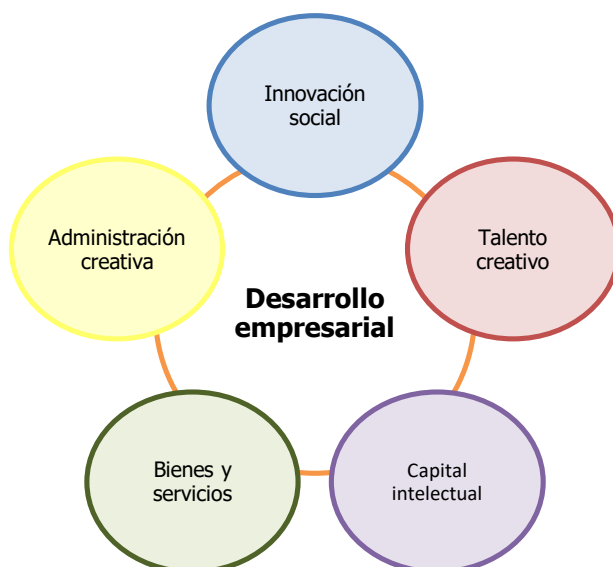 Innovación
social
Talento
creativo
Capital
intelectual
Bienes y
servicios
Administración
creativa
Desarrollo
empresarial